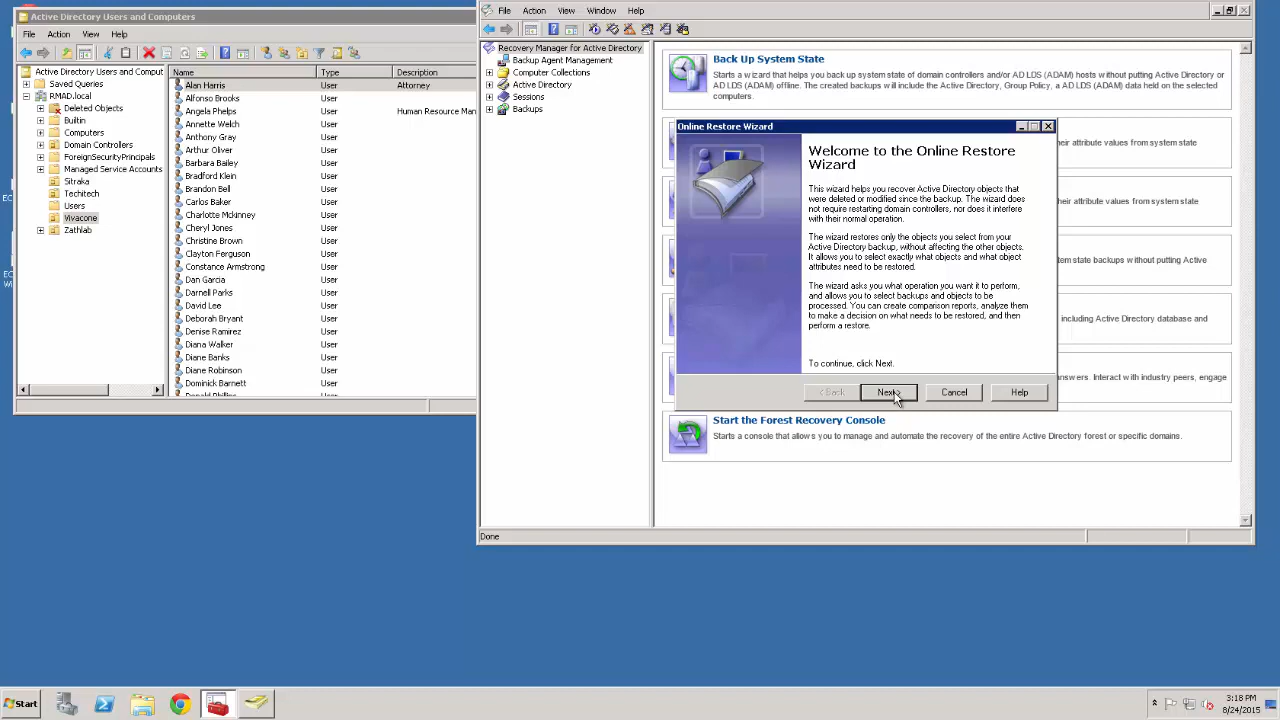 Active Directory Users and Computers
File Action View Help
Active Directory Users and Comput
Saved Queries
RMAD.local
Deleted Objects
Builtin
Computers
Domain Controllers
ForeignSecurityPrincipals
Managed Service Accounts
Sitraka
Techitech
Users
Vivacone
Zathlab
Name Type Description
Alan Harris User Attorney
Alfonso Brooks User
Angela Phelps User Human Resource Man
Annette Welch User
Anthony Gray User
Arthur Oliver User
Barbara Bailey User
Bradford Klein User
Brandon Bell User
Carlos Baker User
Charlotte Mckinney User
Cheryl Jones User
Christine Brown User
Clayton Ferguson User
Constance Armstrong User
Dan Garcia User
Darnell Parks User
David Lee User
Deborah Bryant User
Denise Ramirez User
Diana Walker User
Diane Banks User
Diane Robinson User
Dominick Barnett User
File Action View Window Help
Recovery Manager for Active Directory
Backup Agent Management
Computer Collections
Active Directory
Sessions
Backups
Back Up System State
Starts a wizard that helps you back up system state of domain controllers and/or AD LDS (ADAM) hosts without putting Active Directory or
AD LDS (ADAM) offline. The created backups will include the Active Directory, Group Policy, a AD LDS (ADAM) data held on the selected
computers.
heir attribute values from system state
heir attribute values from system state
stem state backups without putting Active
including Active Directory database and
nswers. Interact with industry peers, engage
Start the Forest Recovery Console
Starts a console that allows you to manage and automate the recovery of the entire Active Directory forest or specific domains.
Done
Online Restore Wizard
Welcome to the Online Restore
Wizard
This wizard helps you recover Active Directory objects that
were deleted or modified since the backup. The wizard does
not require restarting domain controllers, nor does it interfere
with their normal operation.
The wizard restores only the objects you select from your
Active Directory backup, without affecting the other objects.
It allows you to select exactly what objects and what object
attributes need to be restored.
The wizard asks you what operation you want it to perform,
and allows you to select backups and objects to be
processed. You can create comparison reports, analyze them
to make a decision on what needs to be restored, and then
perform a restore.
To continue, click Next.
< Back Next > Cancel Help
Start
3:18 PM
8/24/2015